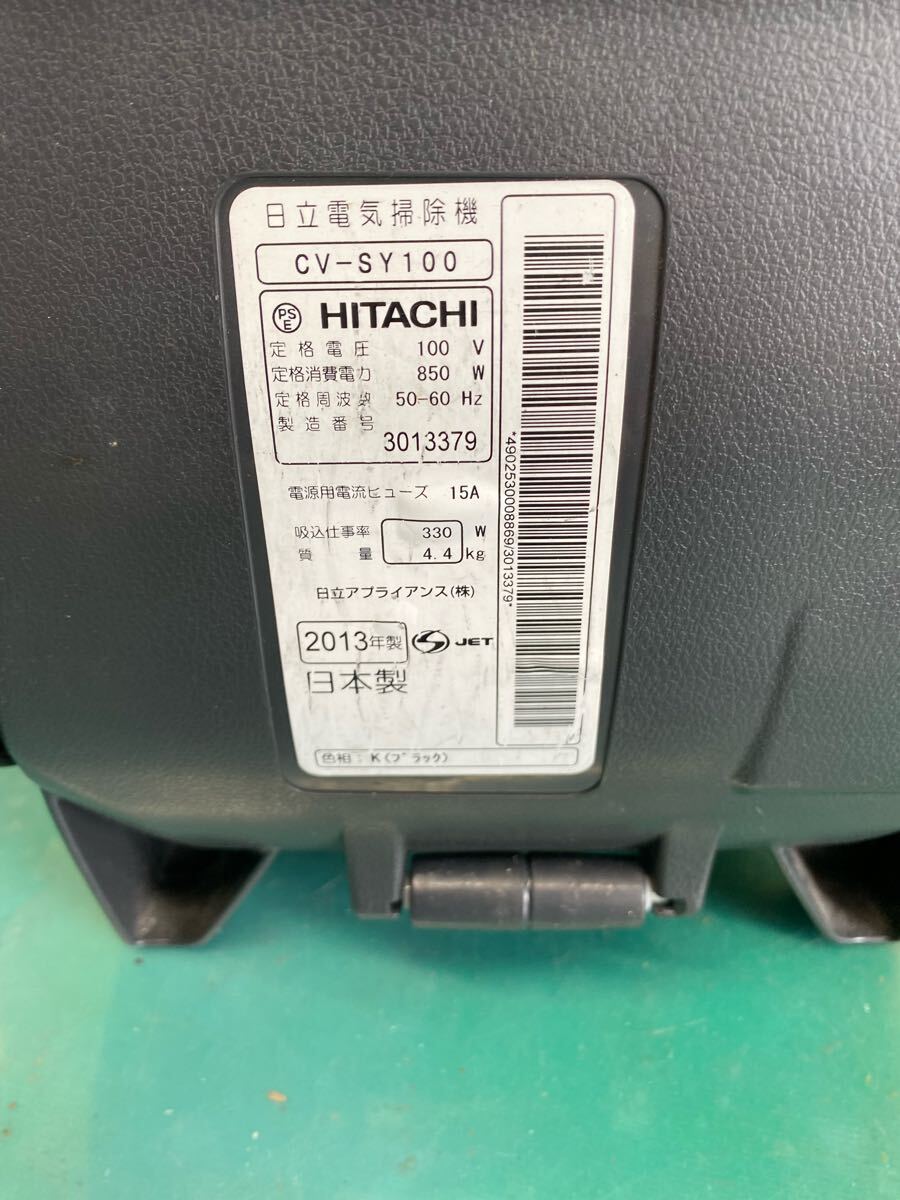 日立電気掃除機
CV-SY100
PSE HITACHI
定格電圧 100 V
定格消費電力 850 W
定格周波数 50-60 Hz
製造番号
3013379
電源用電流ヒューズ 15A
吸込仕事率 330 W
質量 4.4 kg
日立アプライアンス(株)
2013年製 JET
日本製
色相:K(ブラック)
*4902530008869/3013379*